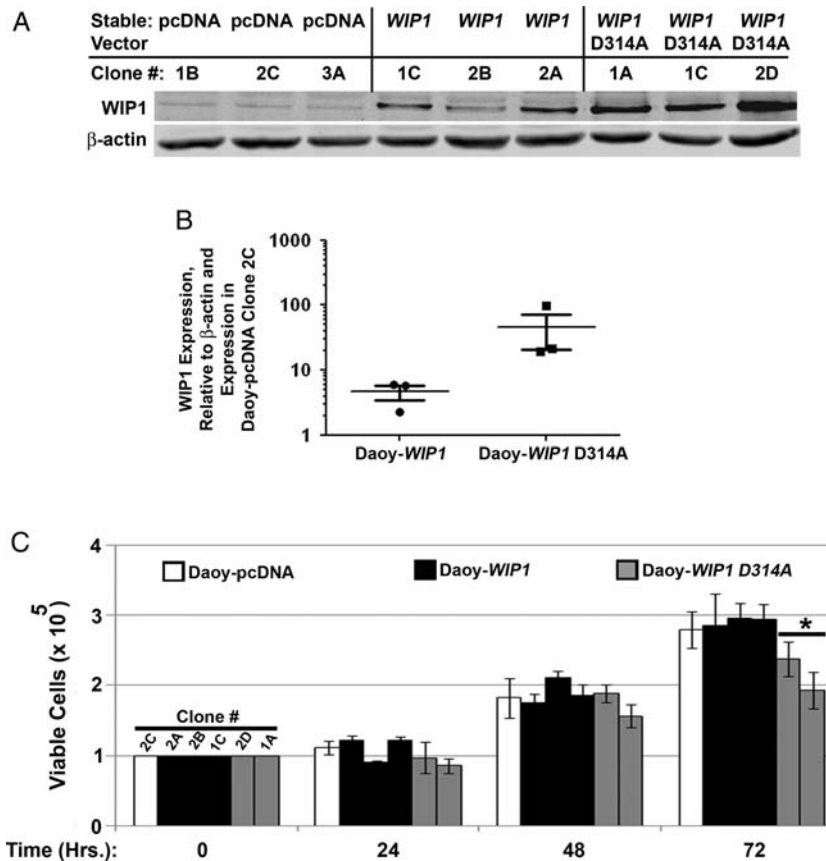 A
Stable: pcDNA pcDNA pcDNA WIP1 WIP1 WIP1 WIP1 WIP1 WIP1
Vector D314A D314A D314A
Clone #: 1B 2C 3A 1C 2B 2A 1A 1C 2D
WIP1
β-actin
B
WIP1 Expression,
Relative to β-actin and
Expression in
Daoy-pcDNA Clone 2C
1000
100
10
1
Daoy-WIP1 Daoy-WIP1 D314A
C
Viable Cells (x 10 5)
4
3
2
1
0
Daoy-pcDNA Daoy-WIP1 Daoy-WIP1 D314A
*
Clone #
2C 2A 2B 1C 2D 1A
Time (Hrs.): 0 24 48 72